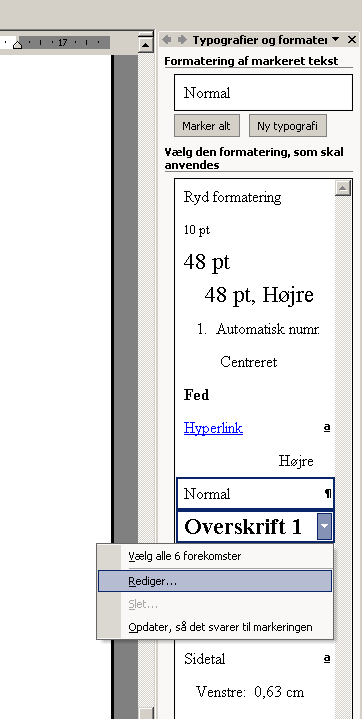 17
Typografier og formater
Formatering af markeret tekst
Normal
Marker alt
Ny typografi
Vælg den formatering, som skal
anvendes
Ryd formatering
10 pt
48 pt
48 pt, Højre
1. Automatisk numr.
Centreret
Fed
Hyperlink a
Højre
Normal ¶
Overskrift 1
Vælg alle 6 forekomster
Rediger...
Slet...
Opdater, så det svarer til markeringen
Sidetal a
Venstre: 0,63 cm